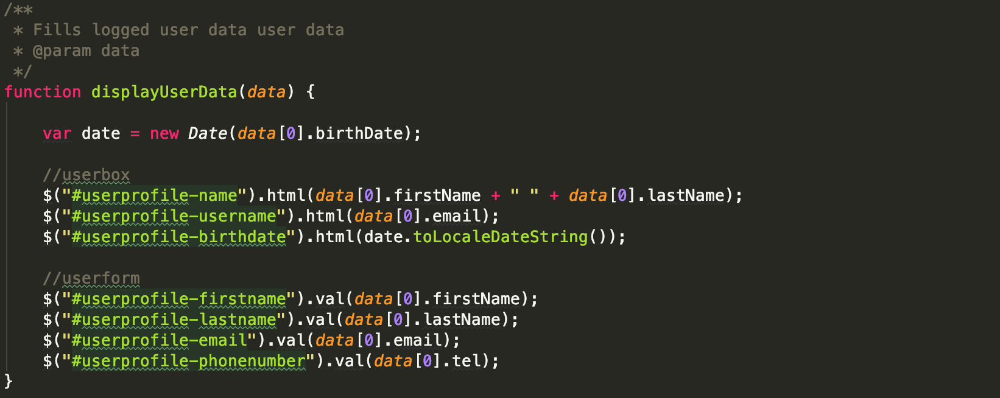 /**
 * Fills logged user data user data
 * @param data
 */
function displayUserData(data) {

    var date = new Date(data[0].birthDate);

    //userbox
    $("#userprofile-name").html(data[0].firstName + " " + data[0].lastName);
    $("#userprofile-username").html(data[0].email);
    $("#userprofile-birthdate").html(date.toLocaleDateString());

    //userform
    $("#userprofile-firstname").val(data[0].firstName);
    $("#userprofile-lastname").val(data[0].lastName);
    $("#userprofile-email").val(data[0].email);
    $("#userprofile-phonenumber").val(data[0].tel);
}